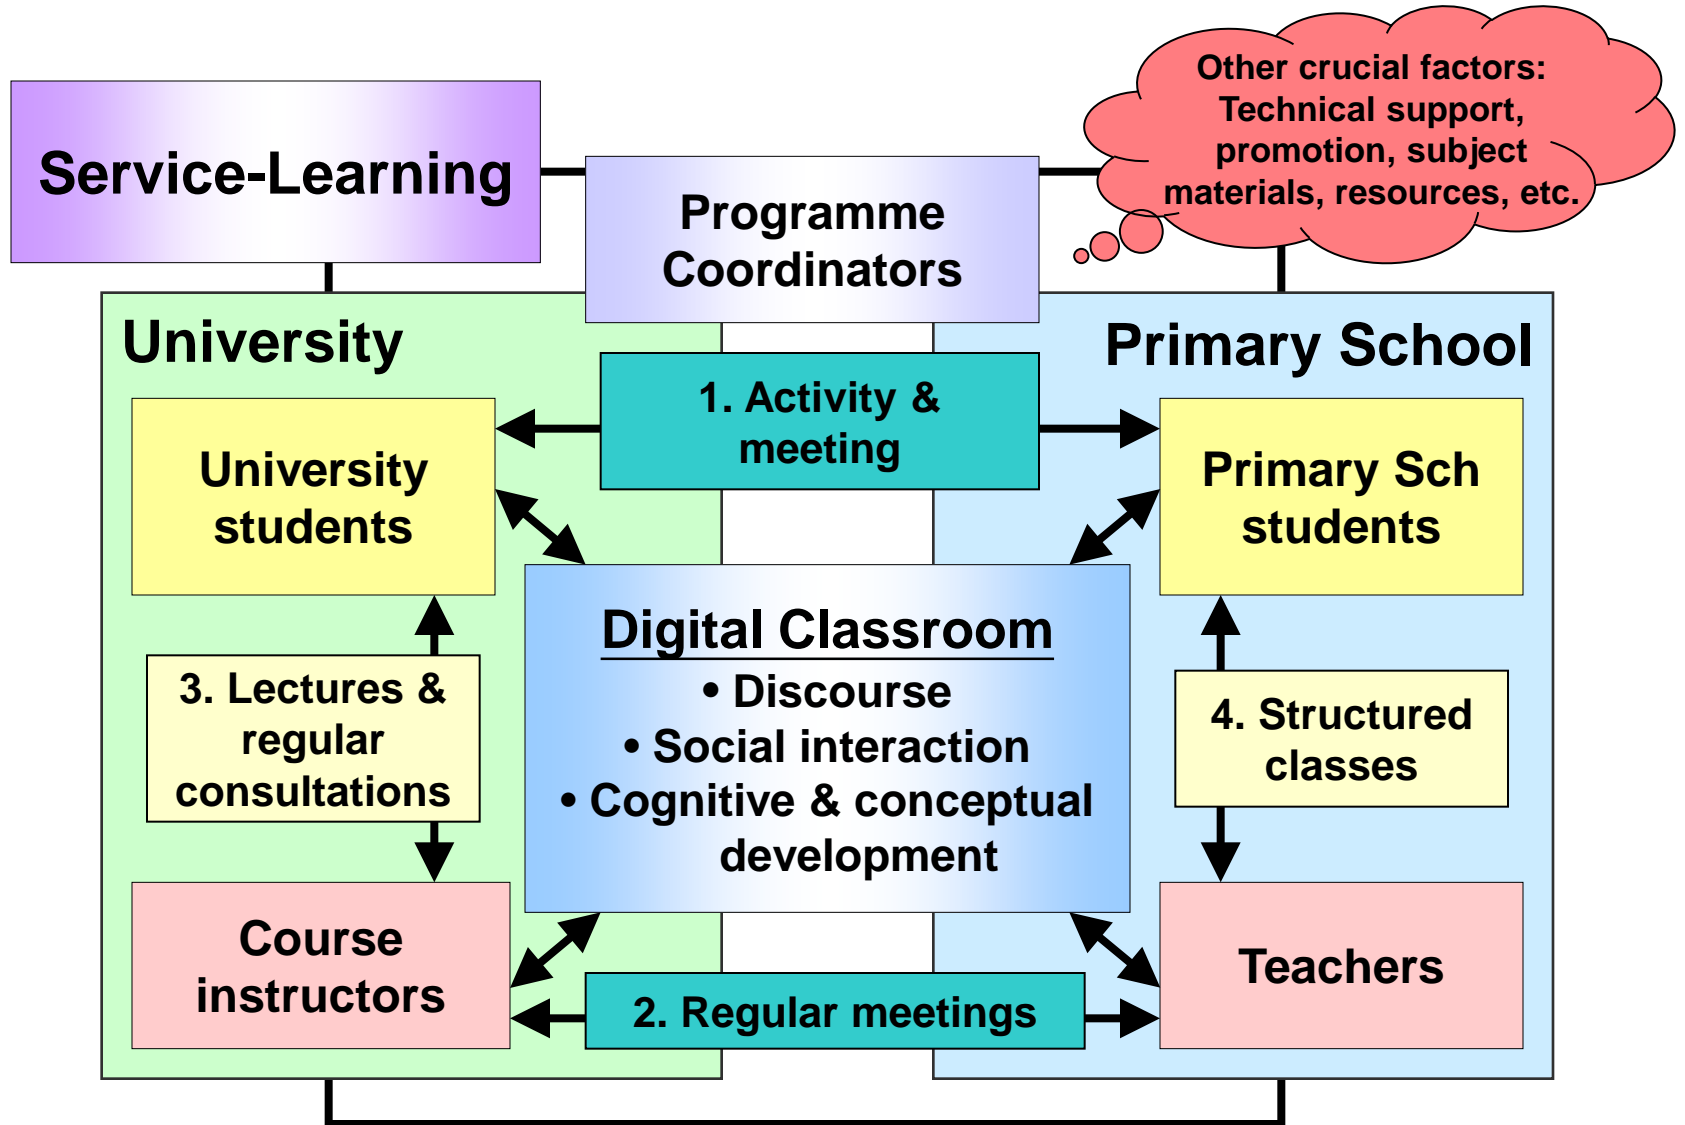 Other crucial factors:
Technical support,
promotion, subject
materials, resources, etc.
Service-Learning
Programme
Coordinators
University
Primary School
1. Activity &
meeting
University
students
Primary Sch
students
Digital Classroom
• Discourse
• Social interaction
• Cognitive & conceptual
development
3. Lectures &
regular
consultations
4. Structured
classes
Course
instructors
Teachers
2. Regular meetings